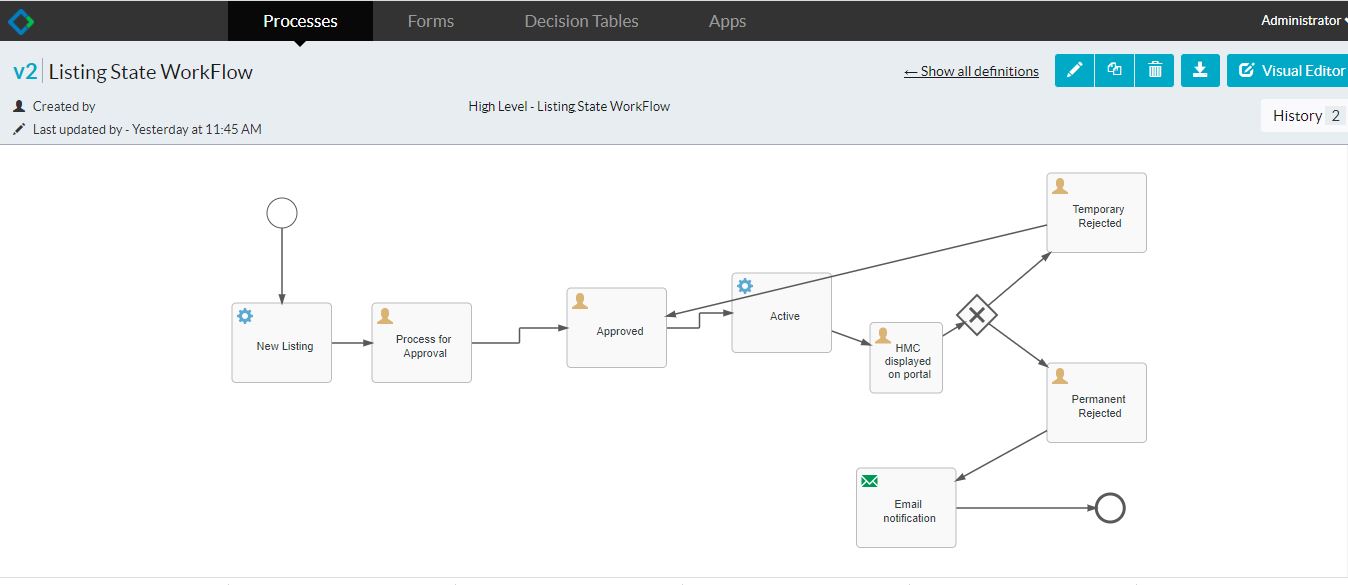 Processes Forms Decision Tables Apps Administrator
v2 Listing State WorkFlow
← Show all definitions
Visual Editor
Created by
High Level - Listing State WorkFlow
Last updated by - Yesterday at 11:45 AM
History 2
New Listing
Process for
Approval
Approved
Active
HMC
displayed
on portal
Temporary
Rejected
Permanent
Rejected
Email
notification